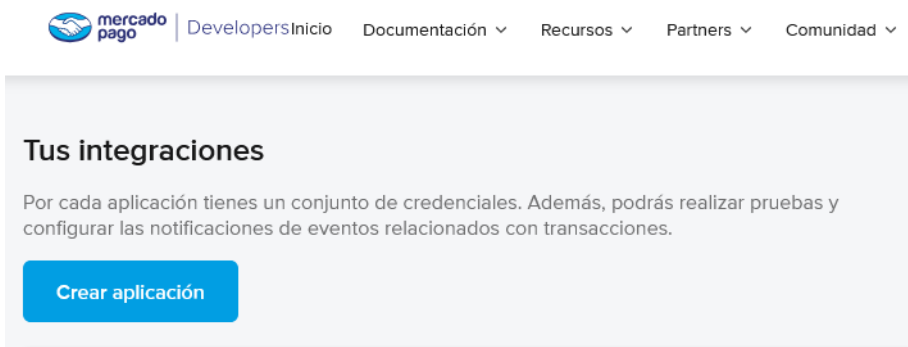 mercado pago Developers Inicio Documentación Recursos Partners Comunidad
Tus integraciones
Por cada aplicación tienes un conjunto de credenciales. Además, podrás realizar pruebas y
configurar las notificaciones de eventos relacionados con transacciones.
Crear aplicación